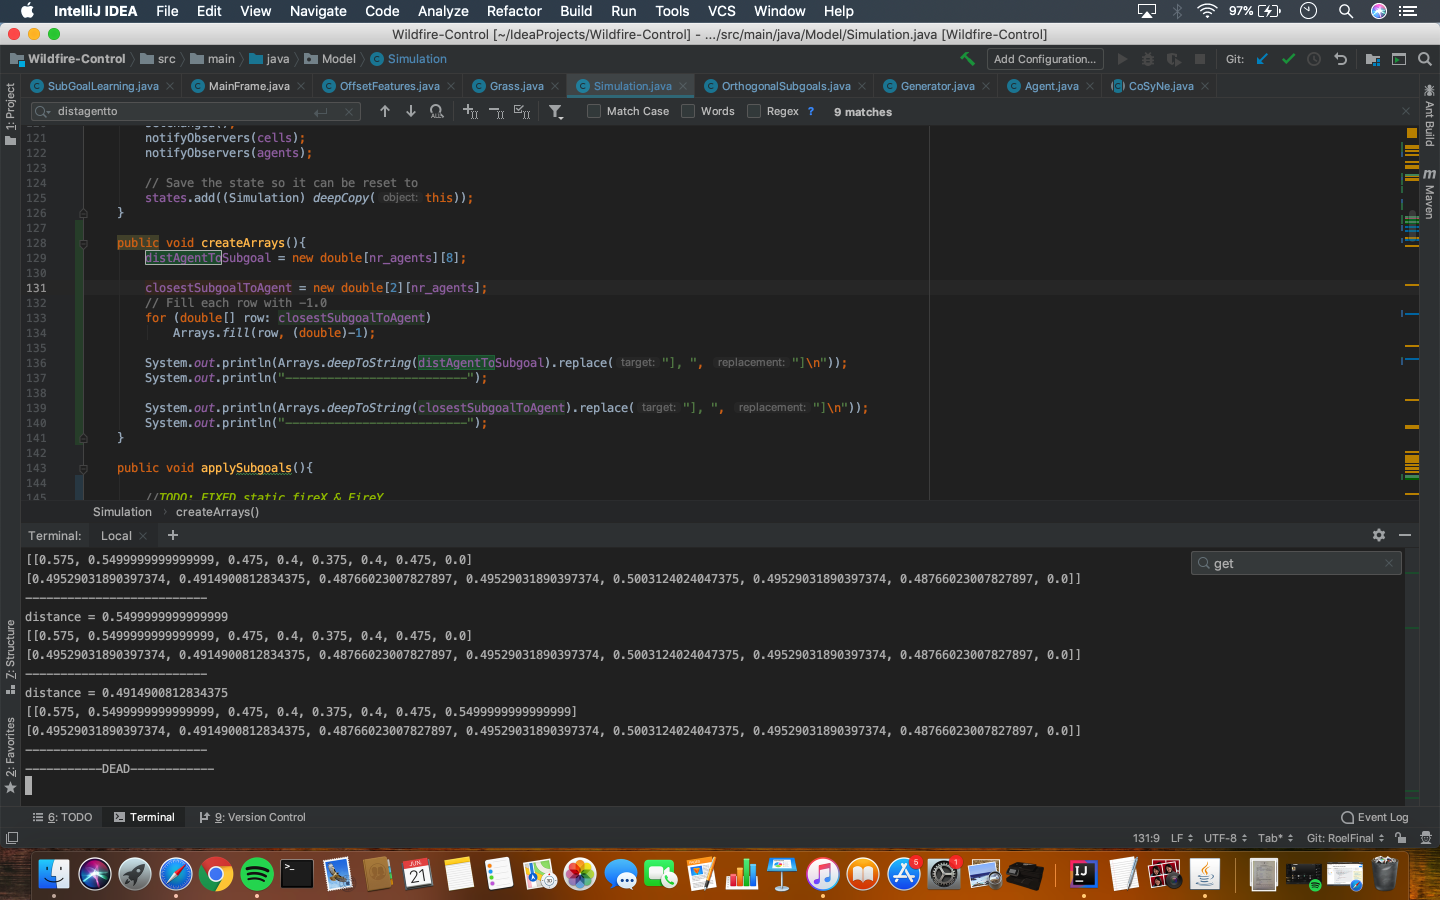 IntelliJ IDEA File Edit View Navigate Code Analyze Refactor Build Run Tools VCS Window Help 97%
Wildfire-Control [~/IdeaProjects/Wildfire-Control] - .../src/main/java/Model/Simulation.java [Wildfire-Control]
Wildfire-Control src main java Model Simulation Add Configuration... Git:
SubGoalLearning.java MainFrame.java OffsetFeatures.java Grass.java Simulation.java OrthogonalSubgoals.java Generator.java Agent.java CoSyNe.java
distagentto Match Case Words Regex ? 9 matches
121 notifyObservers(cells);
122 notifyObservers(agents);
123
124 // Save the state so it can be reset to
125 states.add((Simulation) deepCopy( object: this));
126 }
127
128 public void createArrays(){
129 distAgentToSubgoal = new double[nr_agents][8];
130
131 closestSubgoalToAgent = new double[2][nr_agents];
132 // Fill each row with -1.0
133 for (double[] row: closestSubgoalToAgent)
134 Arrays.fill(row, (double)-1);
135
136 System.out.println(Arrays.deepToString(distAgentToSubgoal).replace( target: "], ", replacement: "]\n"));
137 System.out.println("--------------------------");
138
139 System.out.println(Arrays.deepToString(closestSubgoalToAgent).replace( target: "], ", replacement: "]\n"));
140 System.out.println("--------------------------");
141 }
142
143 public void applySubgoals(){
144
145 //TODO: FIXED static fireX & FireY
Simulation createArrays()
Terminal: Local +
[[0.575, 0.5499999999999999, 0.475, 0.4, 0.375, 0.4, 0.475, 0.0]
[0.49529031890397374, 0.4914900812834375, 0.48766023007827897, 0.49529031890397374, 0.5003124024047375, 0.49529031890397374, 0.48766023007827897, 0.0]]
--------------------------
distance = 0.5499999999999999
[[0.575, 0.5499999999999999, 0.475, 0.4, 0.375, 0.4, 0.475, 0.0]
[0.49529031890397374, 0.4914900812834375, 0.48766023007827897, 0.49529031890397374, 0.5003124024047375, 0.49529031890397374, 0.48766023007827897, 0.0]]
--------------------------
distance = 0.4914900812834375
[[0.575, 0.5499999999999999, 0.475, 0.4, 0.375, 0.4, 0.475, 0.5499999999999999]
[0.49529031890397374, 0.4914900812834375, 0.48766023007827897, 0.49529031890397374, 0.5003124024047375, 0.49529031890397374, 0.48766023007827897, 0.0]]
--------------------------
-----------DEAD------------
get
1: Project
Z: Structure
2: Favorites
Ant Build
m Maven
6: TODO Terminal 9: Version Control Event Log
131:9 LF UTF-8 Tab* Git: RoelFinal
JUN 21 5 1 IJ